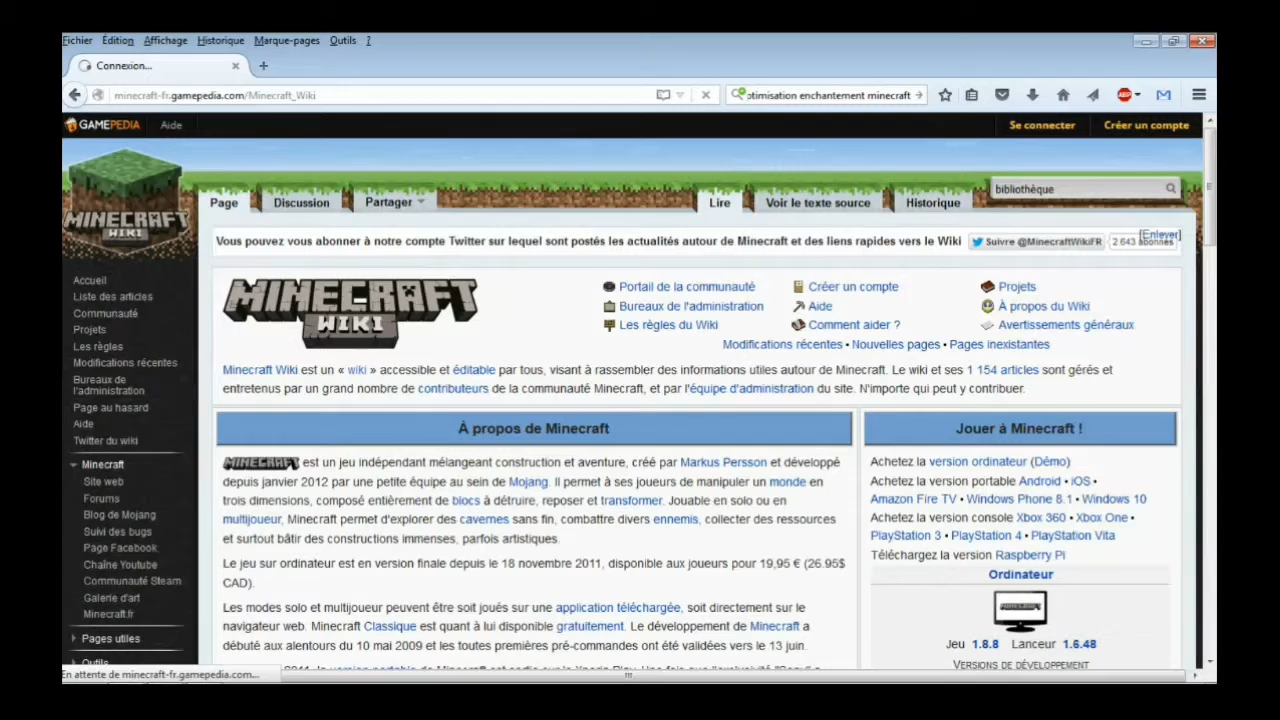 Fichier Édition Affichage Historique Marque-pages Outils ?
Connexion...
minecraft-fr.gamepedia.com/Minecraft_Wiki
otimisation enchantement minecraft
GAMEPEDIA Aide Se connecter Créer un compte
bibliothèque
Page Discussion Partager Lire Voir le texte source Historique
MINECRAFT
WIKI
Vous pouvez vous abonner à notre compte Twitter sur lequel sont postés les actualités autour de Minecraft et des liens rapides vers le Wiki Suivre @MinecraftWikiFR 2 643 abonnés [Enlever]
Accueil
Liste des articles
Communauté
Projets
Les règles
Modifications récentes
Bureaux de
l'administration
Page au hasard
Aide
Twitter du wiki
Minecraft
Site web
Forums
Blog de Mojang
Suivi des bugs
Page Facebook
Chaîne Youtube
Communauté Steam
Galerie d'art
Minecraft.fr
Pages utiles
Outils
MINECRAFT
WIKI
Portail de la communauté Créer un compte Projets
Bureaux de l'administration Aide À propos du Wiki
Les règles du Wiki Comment aider ? Avertissements généraux
Modifications récentes • Nouvelles pages • Pages inexistantes
Minecraft Wiki est un « wiki » accessible et éditable par tous, visant à rassembler des informations utiles autour de Minecraft. Le wiki et ses 1 154 articles sont gérés et
entretenus par un grand nombre de contributeurs de la communauté Minecraft, et par l'équipe d'administration du site. N'importe qui peut y contribuer.
À propos de Minecraft
MINECRAFT est un jeu indépendant mélangeant construction et aventure, créé par Markus Persson et développé
depuis janvier 2012 par une petite équipe au sein de Mojang. Il permet à ses joueurs de manipuler un monde en
trois dimensions, composé entièrement de blocs à détruire, reposer et transformer. Jouable en solo ou en
multijoueur, Minecraft permet d'explorer des cavernes sans fin, combattre divers ennemis, collecter des ressources
et surtout bâtir des constructions immenses, parfois artistiques.
Le jeu sur ordinateur est en version finale depuis le 18 novembre 2011, disponible aux joueurs pour 19,95 € (26.95$
CAD).
Les modes solo et multijoueur peuvent être soit joués sur une application téléchargée, soit directement sur le
navigateur web. Minecraft Classique est quant à lui disponible gratuitement. Le développement de Minecraft a
débuté aux alentours du 10 mai 2009 et les toutes premières pré-commandes ont été validées vers le 13 juin.
Jouer à Minecraft !
Achetez la version ordinateur (Démo)
Achetez la version portable Android • iOS •
Amazon Fire TV • Windows Phone 8.1 • Windows 10
Achetez la version console Xbox 360 • Xbox One •
PlayStation 3 • PlayStation 4 • PlayStation Vita
Téléchargez la version Raspberry Pi
Ordinateur
Jeu 1.8.8 Lanceur 1.6.48
VERSIONS DE DÉVELOPPEMENT
En attente de minecraft-fr.gamepedia.com...